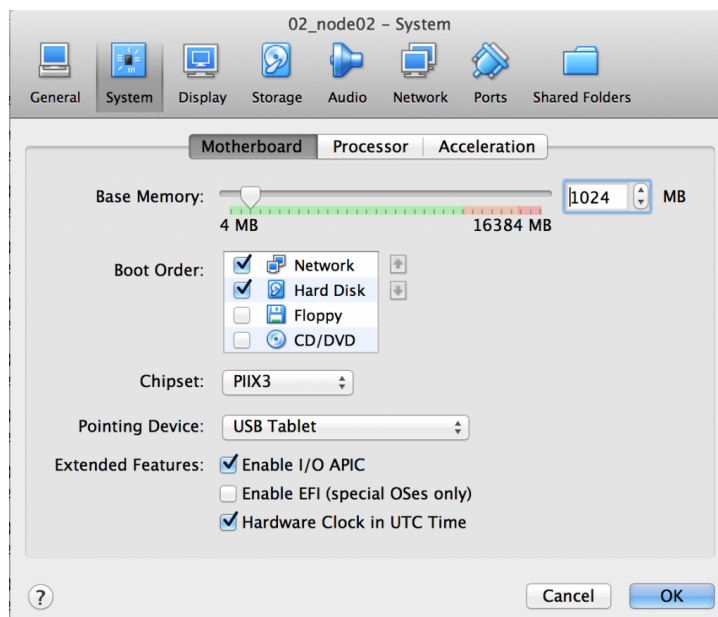 02_node02 – System
General System Display Storage Audio Network Ports Shared Folders
Motherboard Processor Acceleration
Base Memory: 1024 MB
4 MB 16384 MB
Boot Order: Network
Hard Disk
Floppy
CD/DVD
Chipset: PIIX3
Pointing Device: USB Tablet
Extended Features: Enable I/O APIC
Enable EFI (special OSes only)
Hardware Clock in UTC Time
? Cancel OK